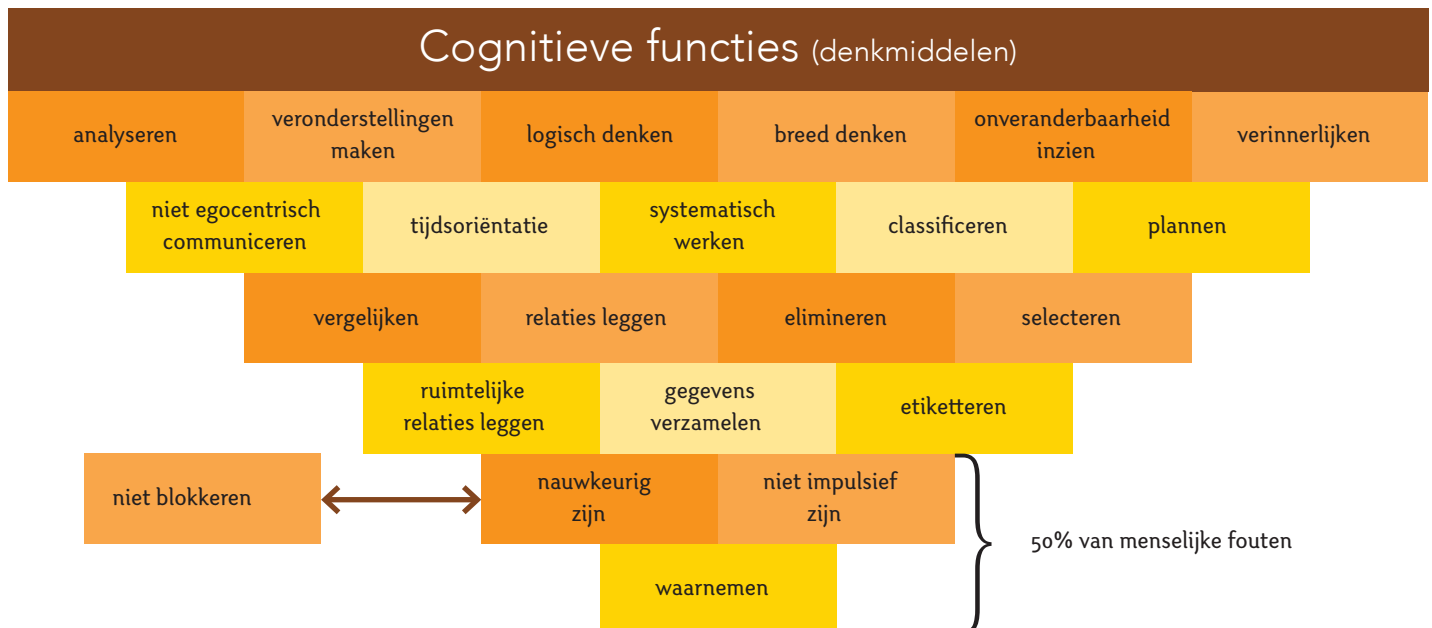 Cognitieve functies (denkmiddelen)
analyseren
veronderstellingen
maken
logisch denken
breed denken
onveranderbaarheid
inzien
verinnerlijken
niet egocentrisch
communiceren
tijdsoriëntatie
systematisch
werken
classificeren
plannen
vergelijken
relaties leggen
elimineren
selecteren
ruimtelijke
relaties leggen
gegevens
verzamelen
etiketteren
niet blokkeren
nauwkeurig
zijn
niet impulsief
zijn
50% van menselijke fouten
waarnemen